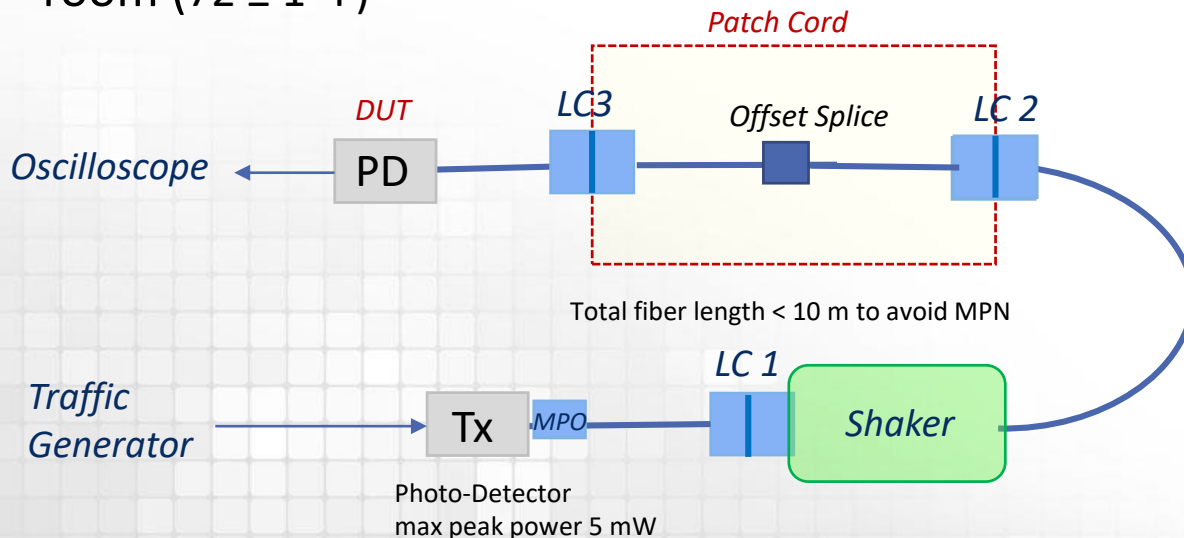 Patch Cord
DUT
LC3
Offset Splice
LC 2
Oscilloscope
PD
Total fiber length < 10 m to avoid MPN
LC 1
Traffic
Generator
Tx
MPO
Shaker
Photo-Detector
max peak power 5 mW